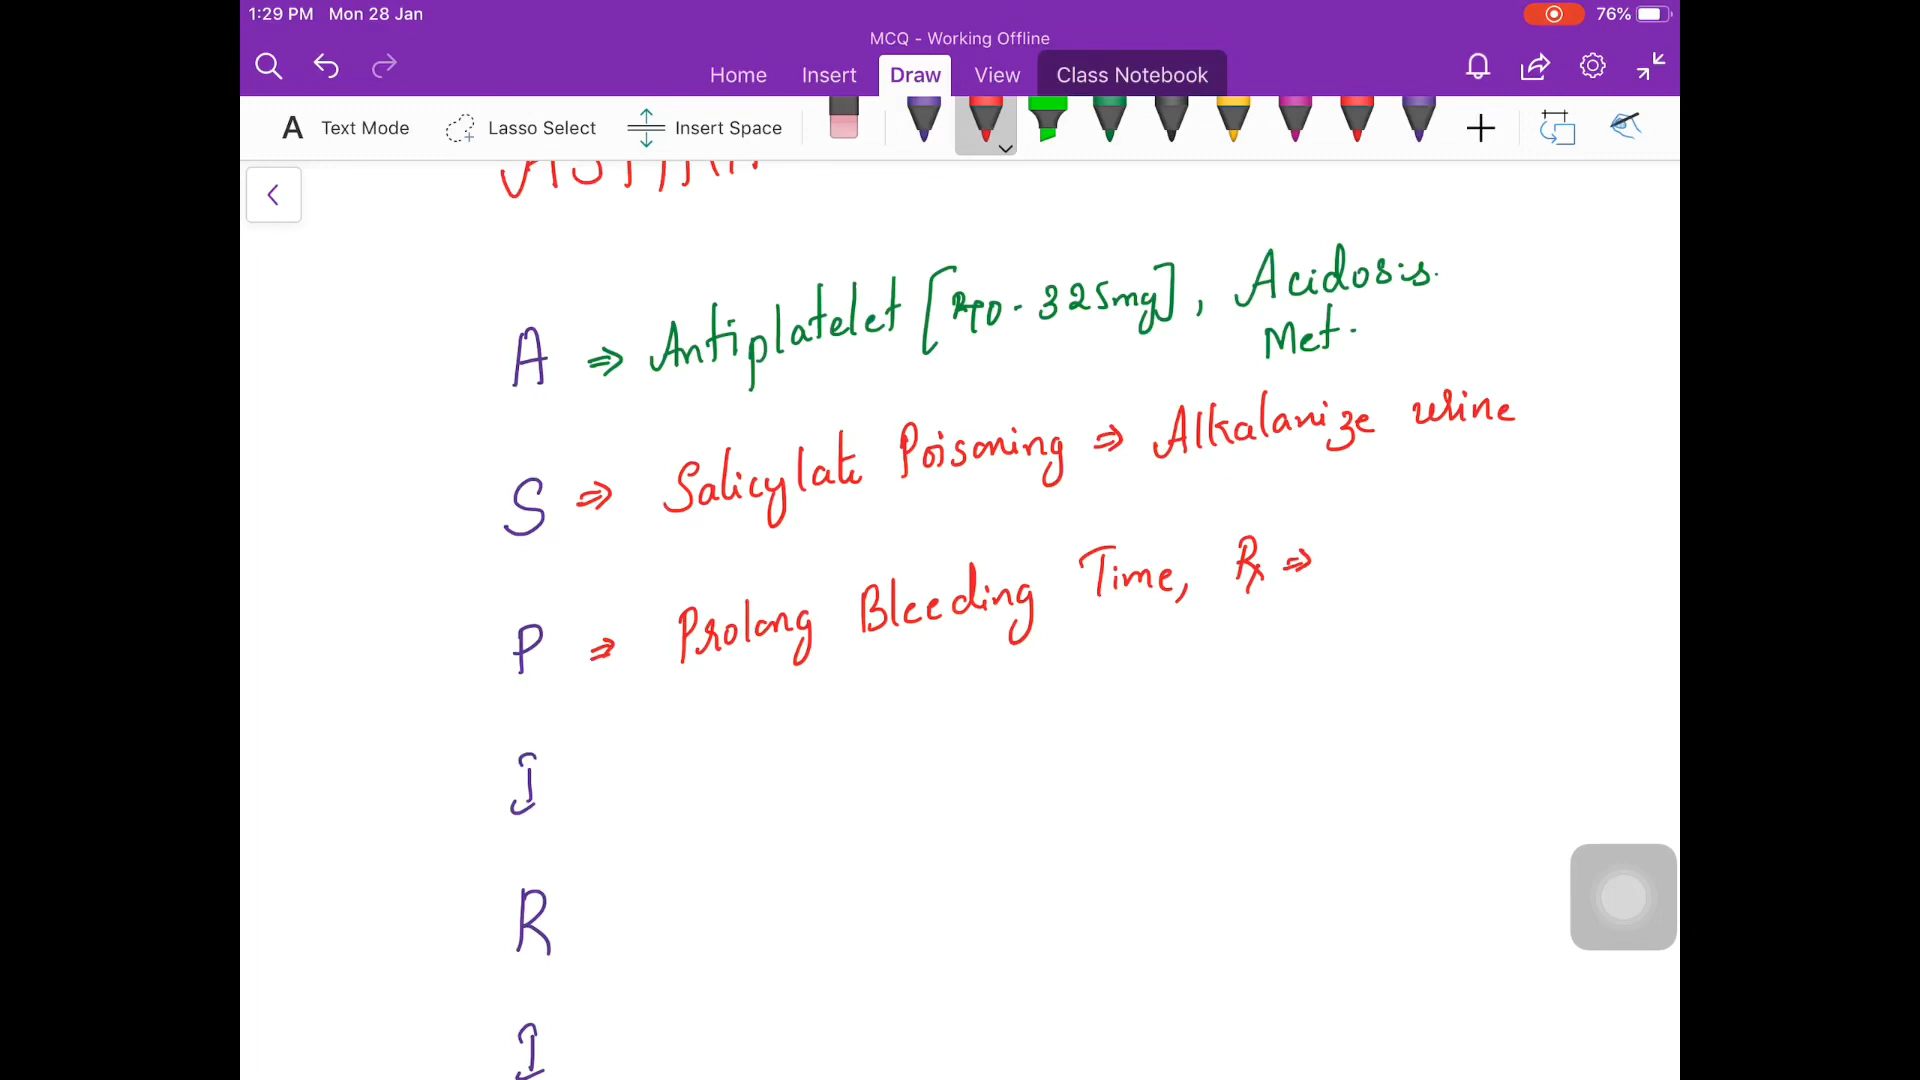 1:29 PM Mon 28 Jan
76%
MCQ - Working Offline
Home Insert Draw View Class Notebook
A Text Mode Lasso Select Insert Space
A ⇒ Antiplatelet [ - 325mg], Acidosis.
Met.
S ⇒ Salicylate Poisoning ⇒ Alkalanize urine
P ⇒ Prolong Bleeding Time, Rx ⇒
I
R
I